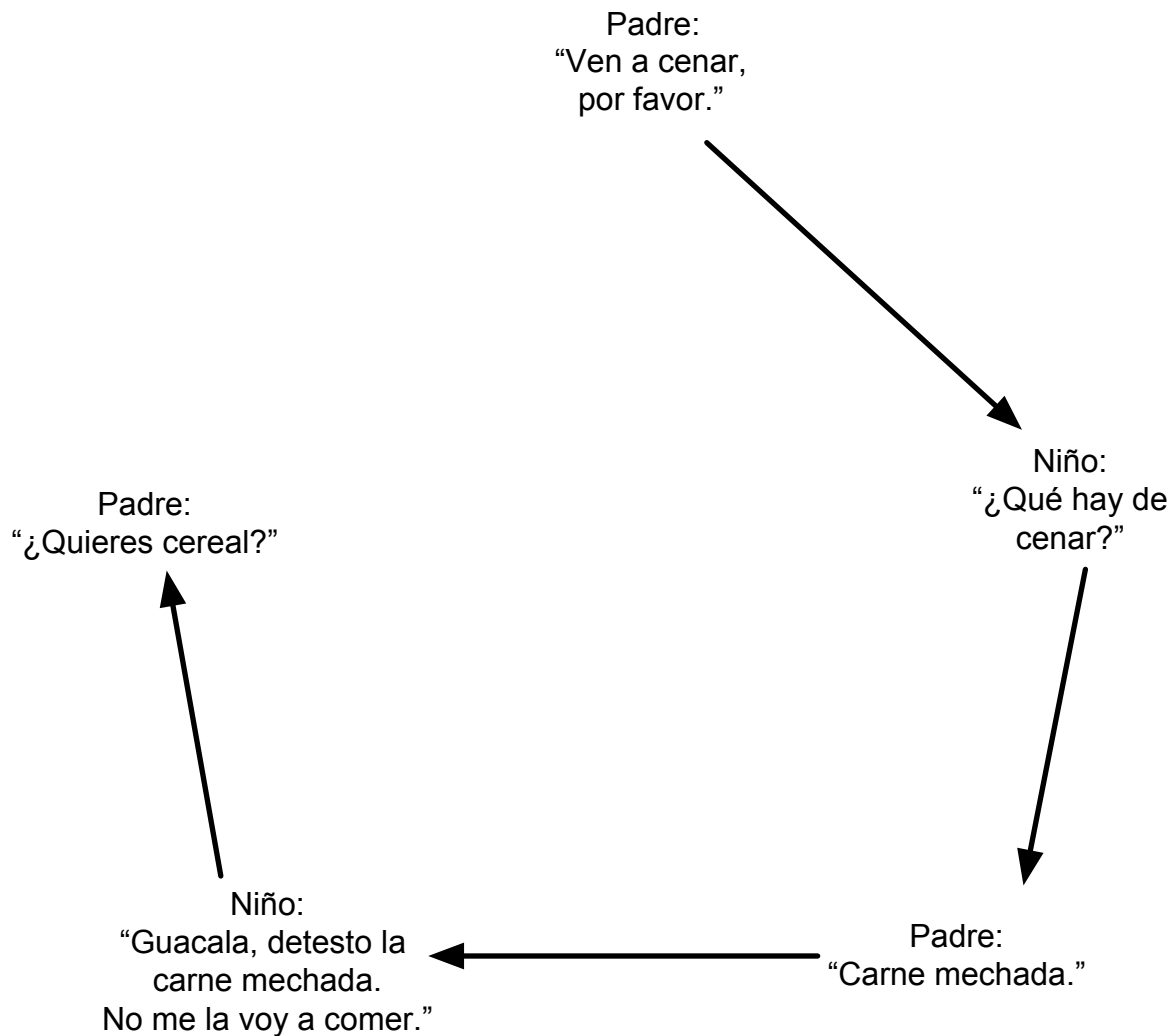 Padre:
“Ven a cenar,
por favor.”
Niño:
“¿Qué hay de
cenar?”
Padre:
“Carne mechada.”
Niño:
“Guacala, detesto la
carne mechada.
No me la voy a comer.”
Padre:
“¿Quieres cereal?”